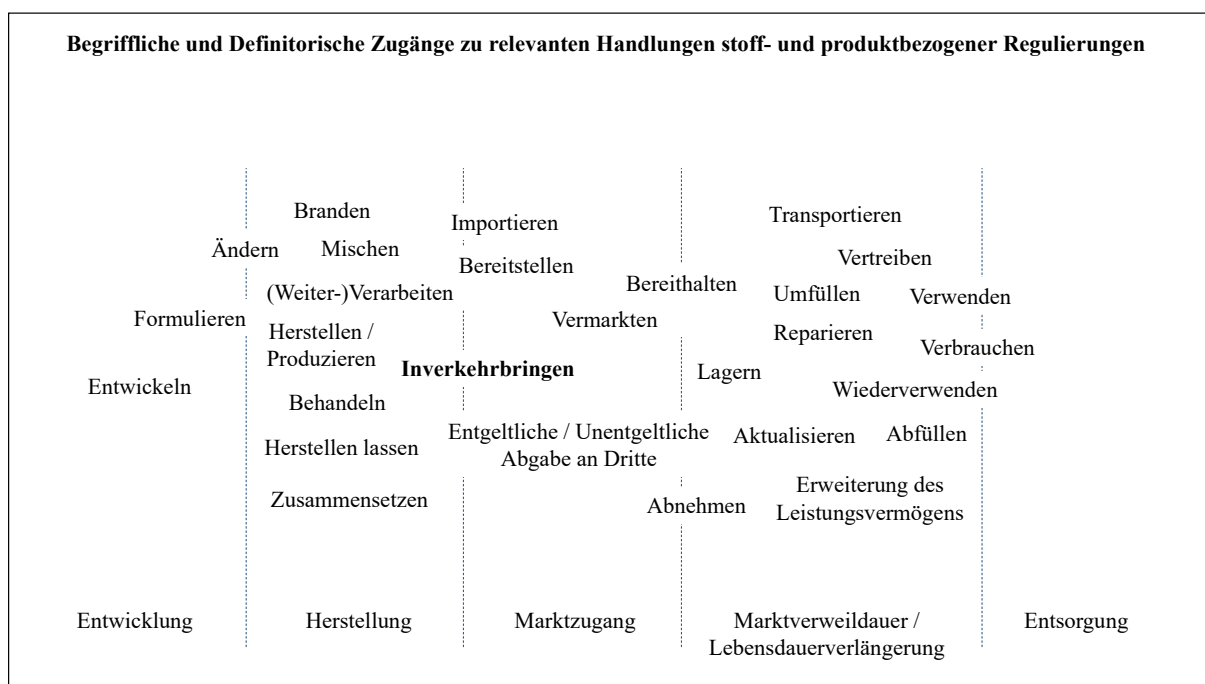 Begriffliche und Definitorische Zugänge zu relevanten Handlungen stoff- und produktbezogener Regulierungen
Branden
Importieren
Transportieren
Ändern
Mischen
Bereitstellen
Vertreiben
(Weiter-)Verarbeiten
Bereithalten
Umfüllen
Verwenden
Formulieren
Herstellen /
Produzieren
Vermarkten
Reparieren
Verbrauchen
Entwickeln
Inverkehrbringen
Lagern
Wiederverwenden
Behandeln
Herstellen lassen
Entgeltliche / Unentgeltliche
Abgabe an Dritte
Aktualisieren
Abfüllen
Zusammensetzen
Abnehmen
Erweiterung des
Leistungsvermögens
Entwicklung
Herstellung
Marktzugang
Marktverweildauer /
Lebensdauerverlängerung
Entsorgung